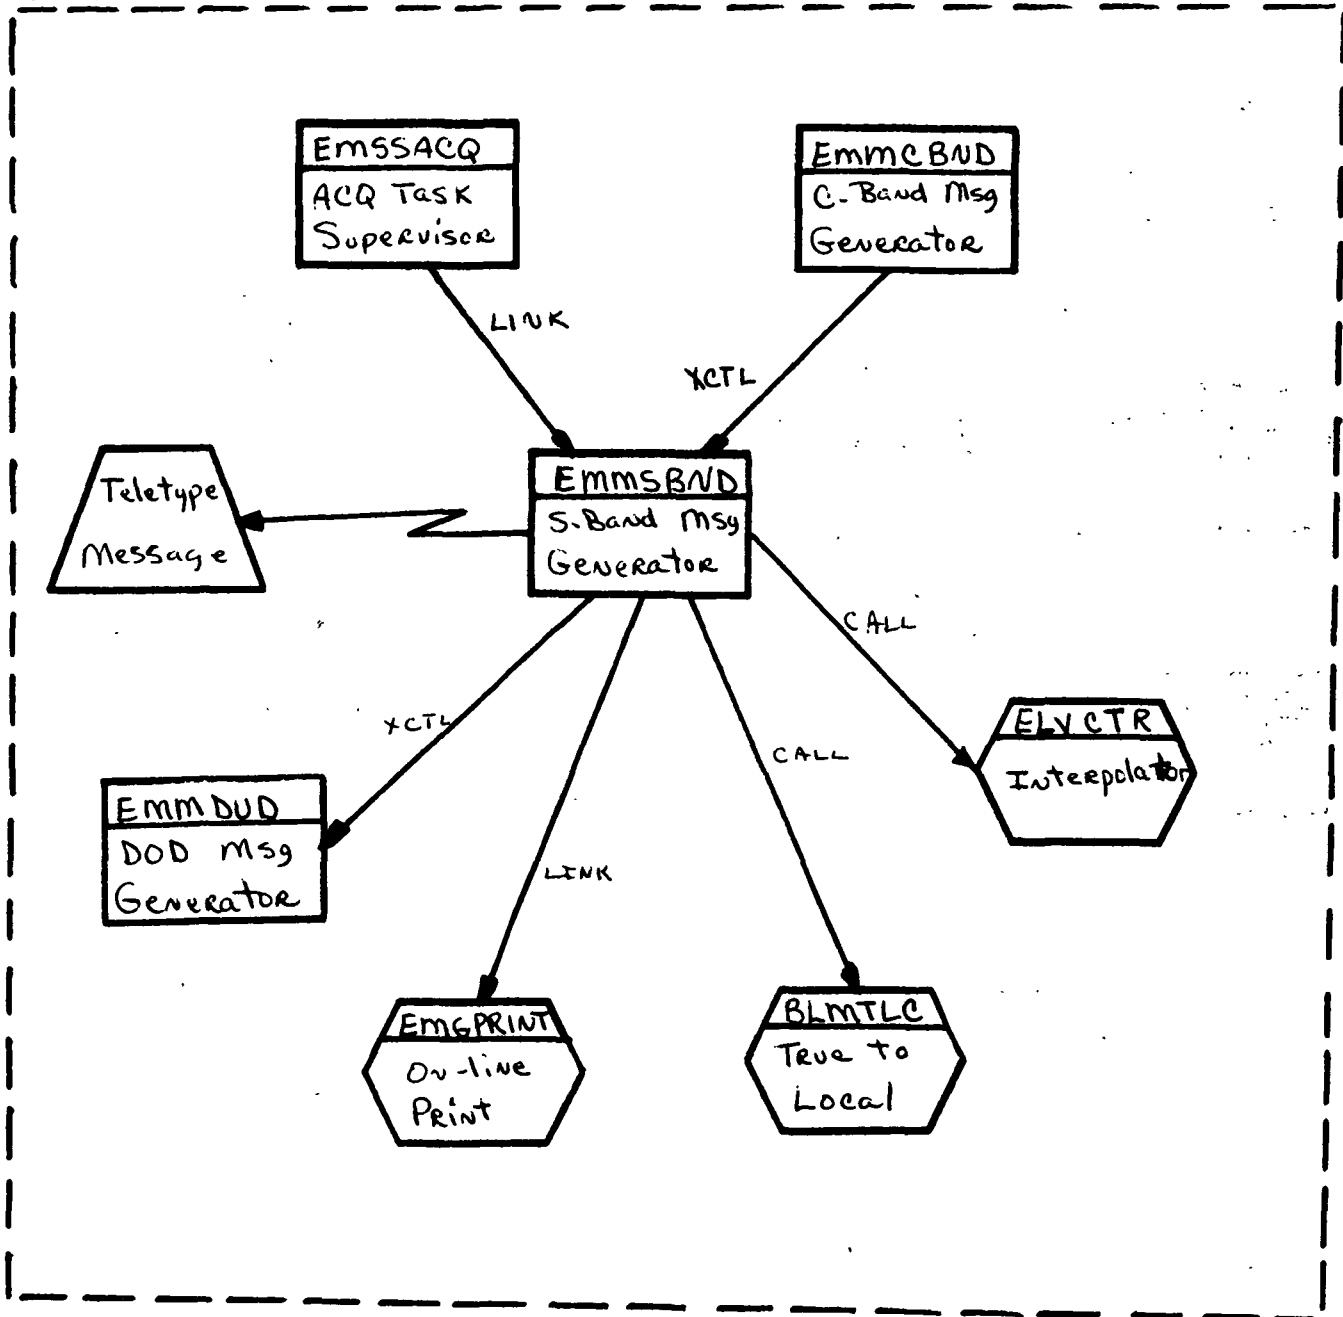 EMSSACQ
ACQ Task
Supervisor
EMMCBND
C-Band Msg
Generator
LINK
XCTL
Teletype
Message
EMMSBND
S-Band Msg
Generator
CALL
XCTL
CALL
ELVCTR
Interpolator
EMMDUD
DOD Msg
Generator
LINK
EMGPRINT
On-line
Print
BLMTLC
True to
Local